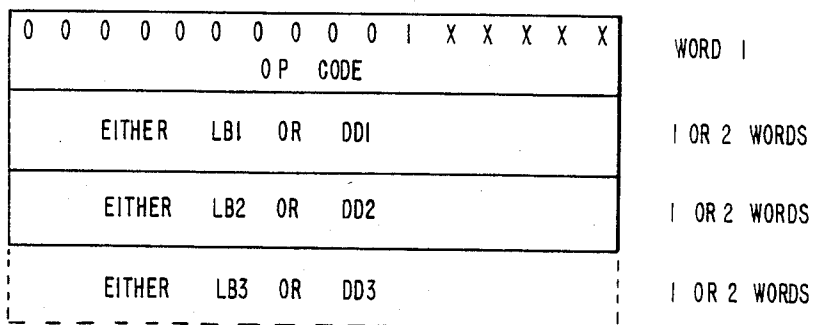 0 0 0 0 0 0 0 0 0 0 1 X X X X X
OP CODE
WORD 1
EITHER LB1 OR DD1
1 OR 2 WORDS
EITHER LB2 OR DD2
1 OR 2 WORDS
EITHER LB3 OR DD3
1 OR 2 WORDS